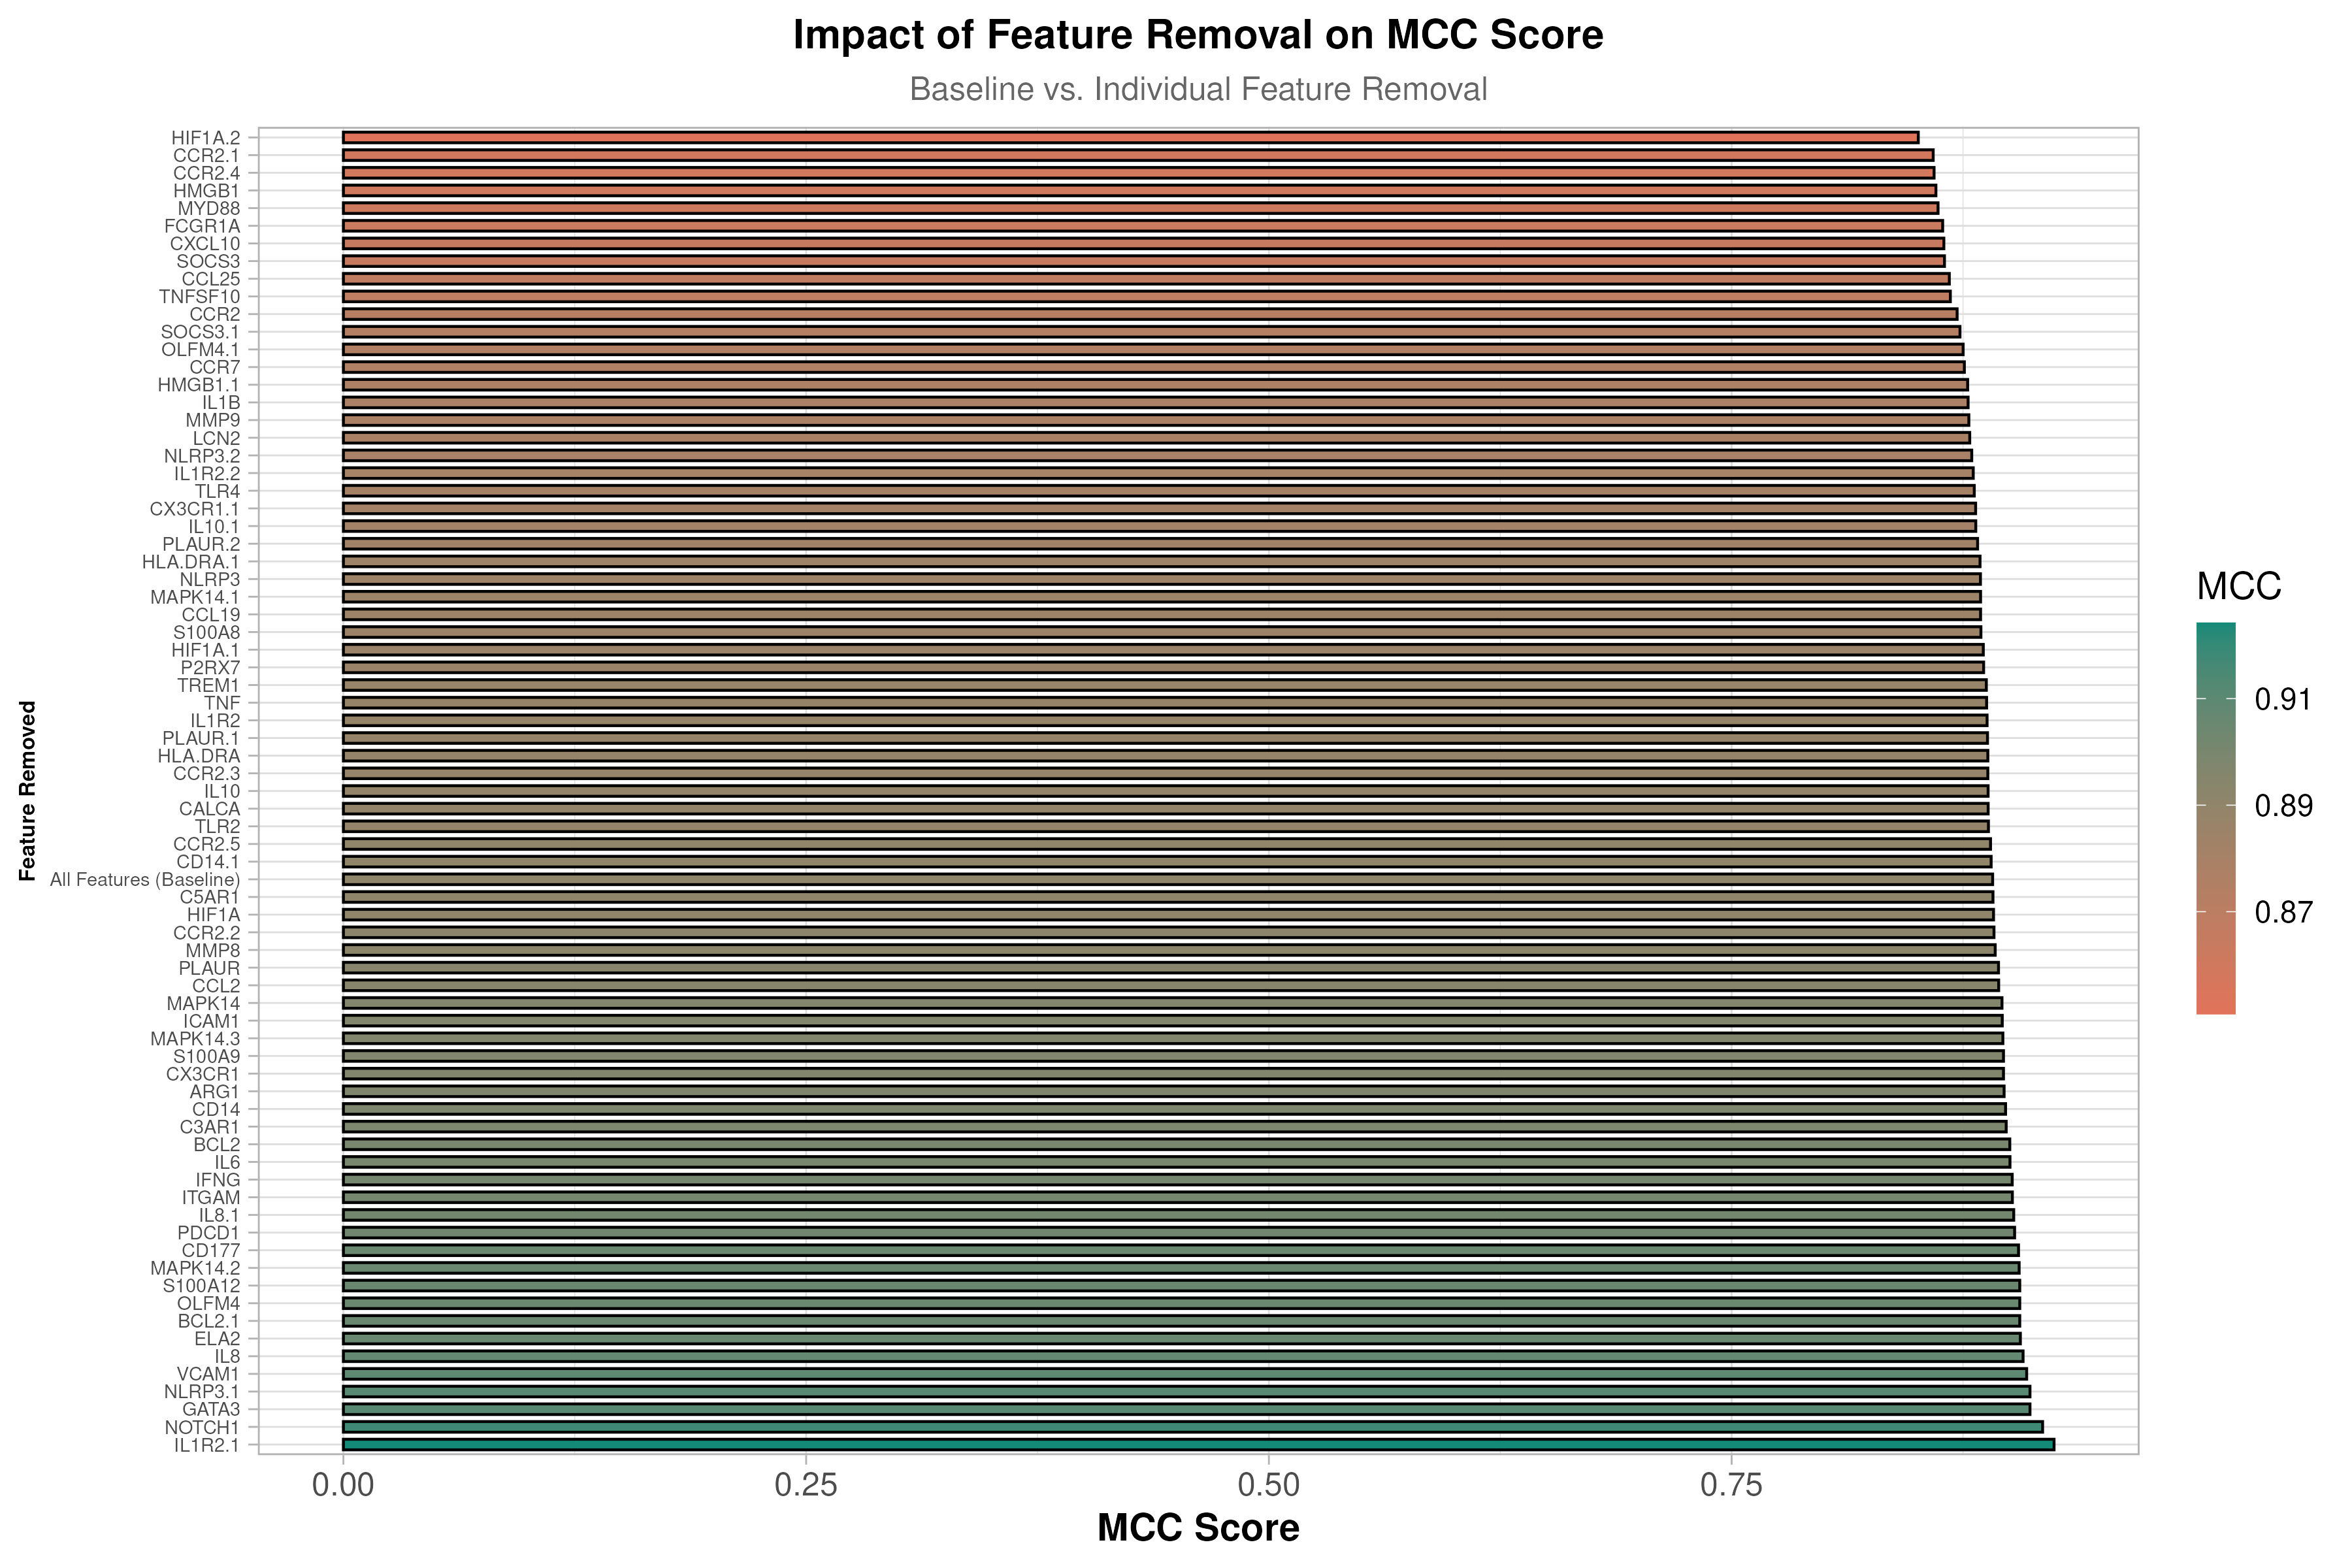 Impact of Feature Removal on MCC Score
Baseline vs. Individual Feature Removal
Feature Removed
HIF1A.2
CCR2.1
CCR2.4
HMGB1
MYD88
FCGR1A
CXCL10
SOCS3
CCL25
TNFSF10
CCR2
SOCS3.1
OLFM4.1
CCR7
HMGB1.1
IL1B
MMP9
LCN2
NLRP3.2
IL1R2.2
TLR4
CX3CR1.1
IL10.1
PLAUR.2
HLA.DRA.1
NLRP3
MAPK14.1
CCL19
S100A8
HIF1A.1
P2RX7
TREM1
TNF
IL1R2
PLAUR.1
HLA.DRA
CCR2.3
IL10
CALCA
TLR2
CCR2.5
CD14.1
All Features (Baseline)
C5AR1
HIF1A
CCR2.2
MMP8
PLAUR
CCL2
MAPK14
ICAM1
MAPK14.3
S100A9
CX3CR1
ARG1
CD14
C3AR1
BCL2
IL6
IFNG
ITGAM
IL8.1
PDCD1
CD177
MAPK14.2
S100A12
OLFM4
BCL2.1
ELA2
IL8
VCAM1
NLRP3.1
GATA3
NOTCH1
IL1R2.1
0.00 0.25 0.50 0.75
MCC Score
MCC
0.91
0.89
0.87